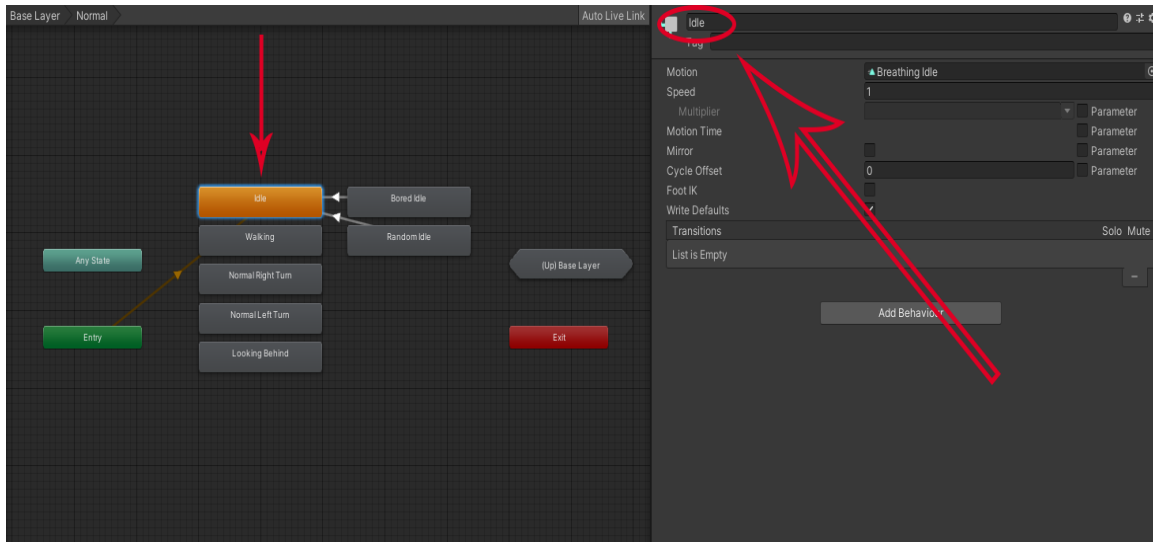 Base Layer Normal Auto Live Link
Idle
Tag
Motion Breathing Idle
Speed 1
Multiplier Parameter
Motion Time Parameter
Mirror Parameter
Cycle Offset 0 Parameter
Foot IK
Write Defaults
Transitions Solo Mute
List is Empty
Add Behaviour
Idle
Bored Idle
Walking
Random Idle
Any State
Normal Right Turn
(Up) Base Layer
Normal Left Turn
Entry
Exit
Looking Behind